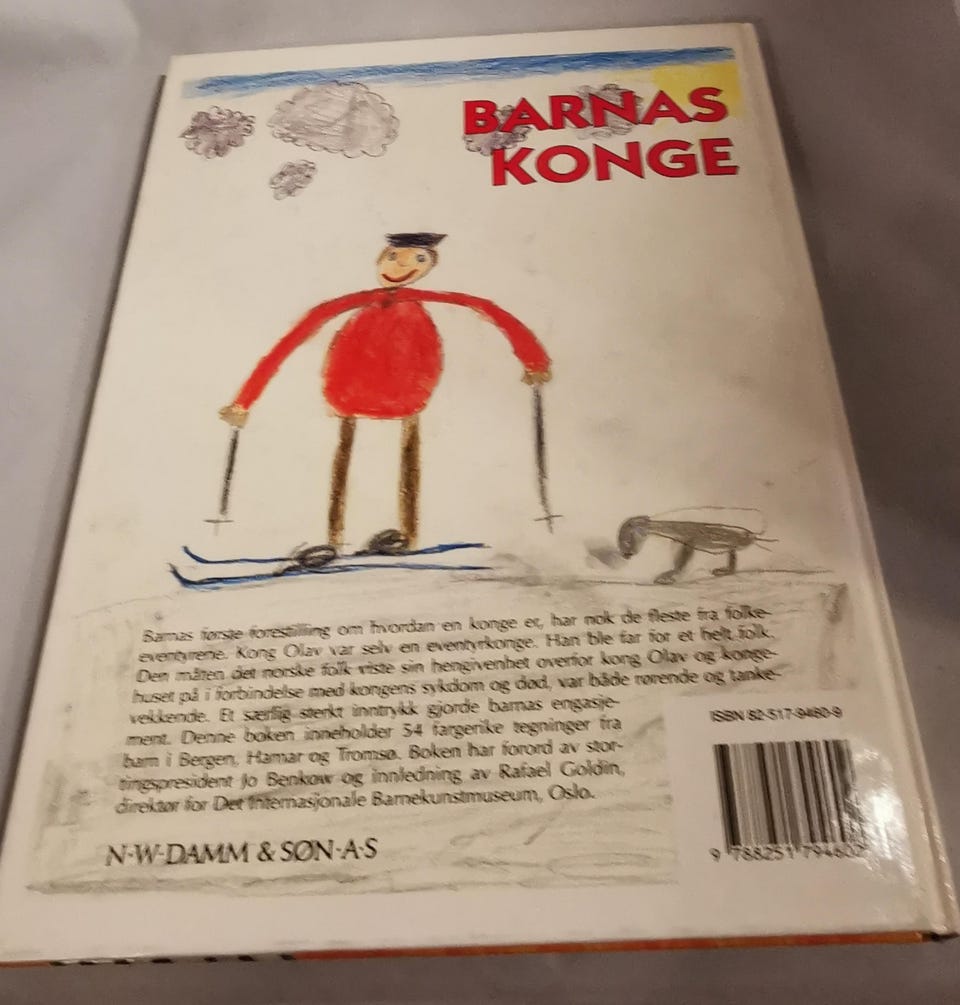 BARNAS
KONGE
Barnas første forestilling om hvordan en konge er, har nok de fleste fra folke-
eventyrene. Kong Olav var selv en eventyrkonge. Han ble far for et helt folk.
Den måten det norske folk viste sin hengivenhet overfor kong Olav og konge-
huset på i forbindelse med kongens sykdom og død, var både rørende og tanke-
vekkende. Et særlig sterkt inntrykk gjorde barnas engasje-
ment. Denne boken inneholder 54 fargerike tegninger fra
barn i Bergen, Hamar og Tromsø. Boken har forord av stor-
tingspresident Jo Benkow og innledning av Rafael Goldin,
direktør for Det Internasjonale Barnekunstmuseum, Oslo.
N·W·DAMM & SØN·A·S
ISBN 82-517-9460-9
9 788251 794602